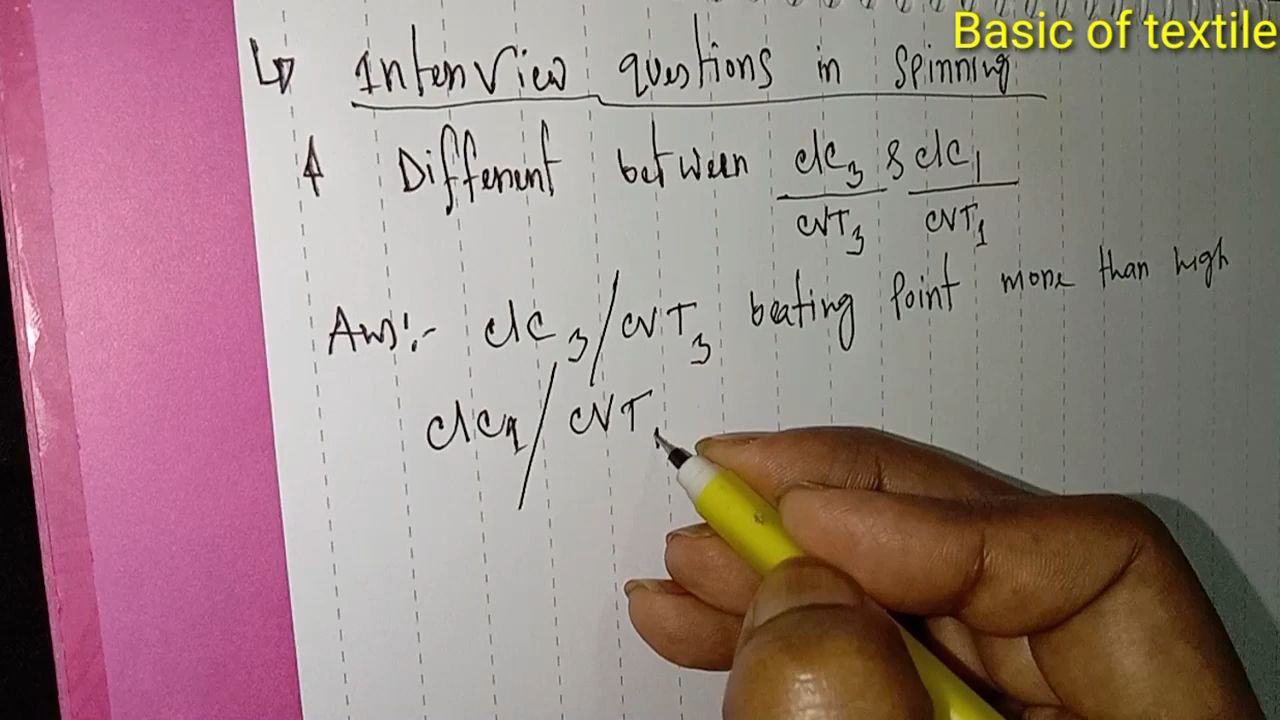 Basic of textile
Interview questions in spinning
Different between clc3 & clc1
CVT3 CVT1
Ans:- clc3/CVT3 beating point more than high
clc1/CVT